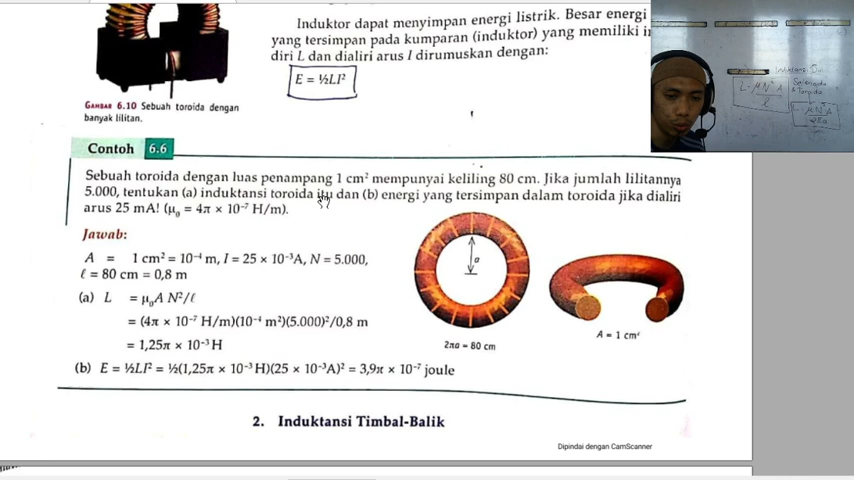 Induktor dapat menyimpan energi listrik. Besar energi
yang tersimpan pada kumparan (induktor) yang memiliki
diri L dan dialiri arus I dirumuskan dengan:
E = ½LI²
GAMBAR 6.10 Sebuah toroida dengan
banyak lilitan.
Contoh 6.6
Sebuah toroida dengan luas penampang 1 cm² mempunyai keliling 80 cm. Jika jumlah lilitannya
5.000, tentukan (a) induktansi toroida itu dan (b) energi yang tersimpan dalam toroida jika dialiri
arus 25 mA! (μ₀ = 4π × 10⁻⁷ H/m).
Jawab:
A = 1 cm² = 10⁻⁴ m, I = 25 × 10⁻³A, N = 5.000,
ℓ = 80 cm = 0,8 m
(a) L = μ₀A N²/ℓ
= (4π × 10⁻⁷ H/m)(10⁻⁴ m²)(5.000)²/0,8 m
= 1,25π × 10⁻³ H
(b) E = ½LI² = ½(1,25π × 10⁻³ H)(25 × 10⁻³A)² = 3,9π × 10⁻⁷ joule
a
2πa = 80 cm
A = 1 cm²
2. Induktansi Timbal-Balik
Dipindai dengan CamScanner